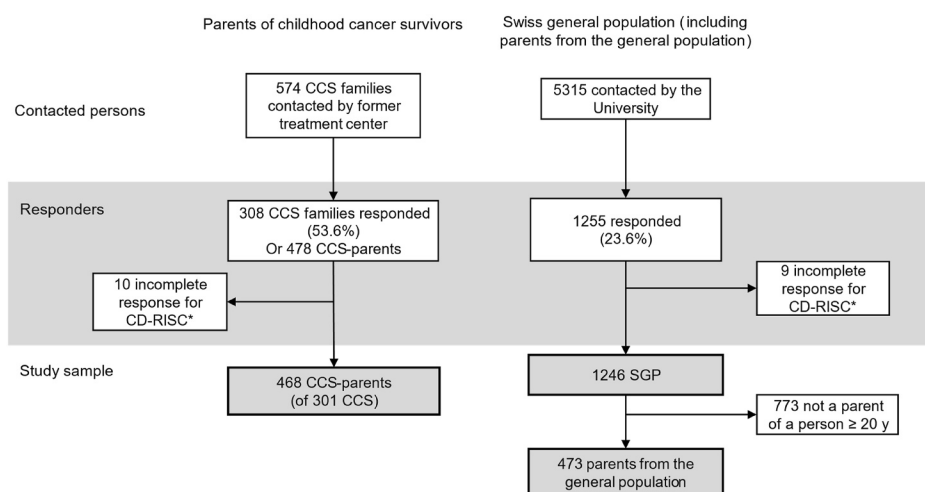 Parents of childhood cancer survivors
Swiss general population (including
parents from the general population)
Contacted persons
574 CCS families
contacted by former
treatment center
5315 contacted by the
University
Responders
308 CCS families responded
(53.6%)
Or 478 CCS-parents
1255 responded
(23.6%)
10 incomplete
response for
CD-RISC*
9 incomplete
response for
CD-RISC*
Study sample
468 CCS-parents
(of 301 CCS)
1246 SGP
773 not a parent
of a person ≥ 20 y
473 parents from the
general population